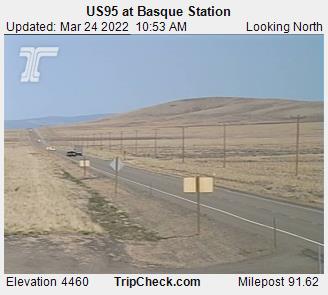 US95 at Basque Station
Updated: Mar 24 2022 10:53 AM Looking North
Elevation 4460 TripCheck.com Milepost 91.62